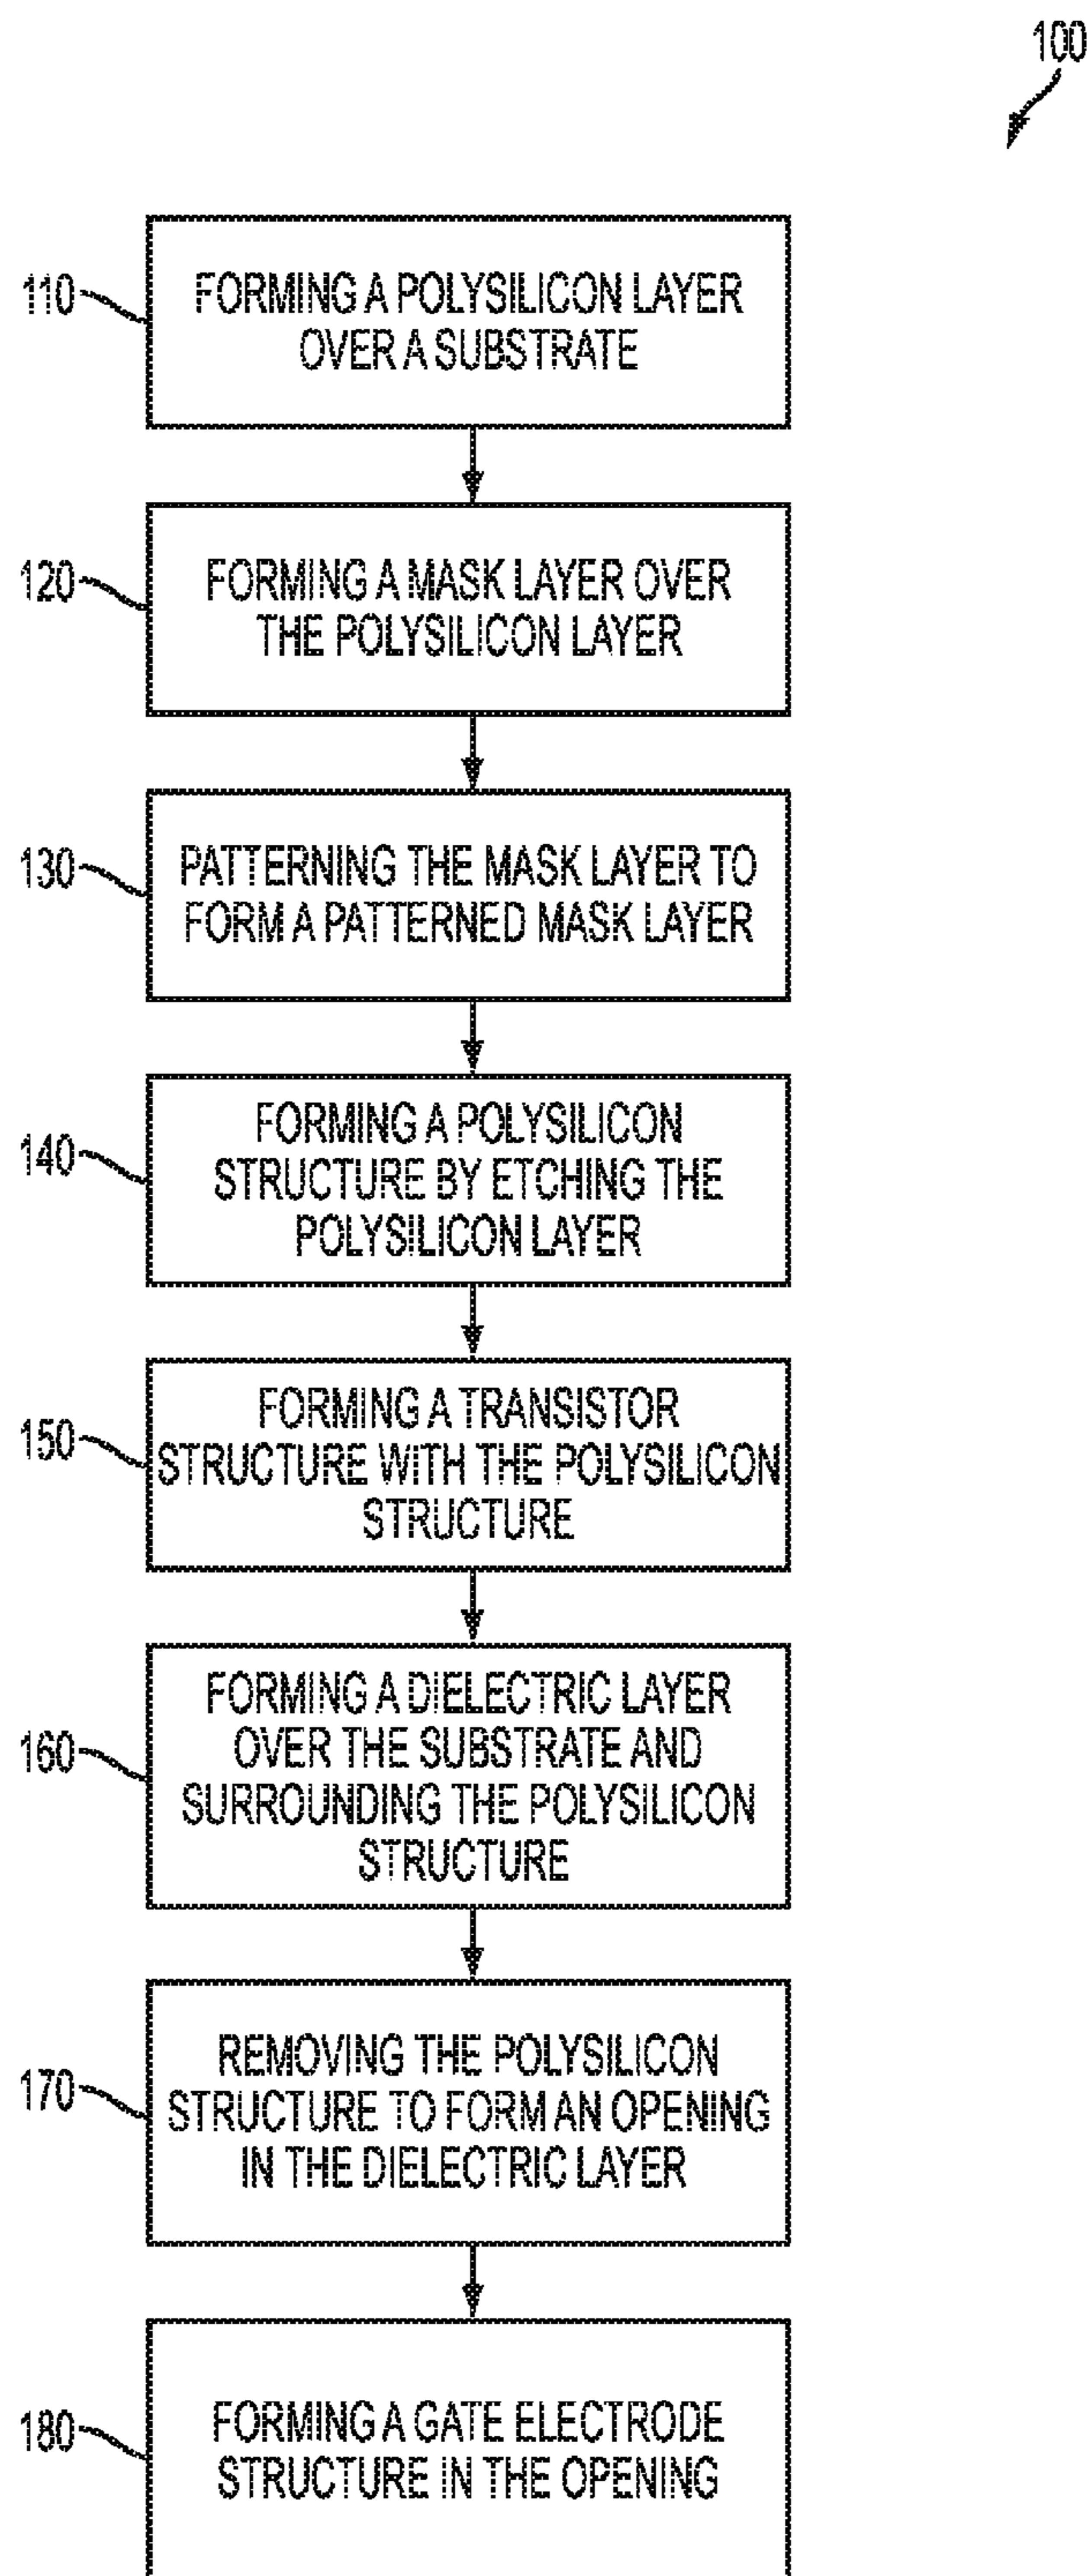 100
110
FORMING A POLYSILICON LAYER
OVER A SUBSTRATE
120
FORMING A MASK LAYER OVER
THE POLYSILICON LAYER
130
PATTERNING THE MASK LAYER TO
FORM A PATTERNED MASK LAYER
140
FORMING A POLYSILICON
STRUCTURE BY ETCHING THE
POLYSILICON LAYER
150
FORMING A TRANSISTOR
STRUCTURE WITH THE POLYSILICON
STRUCTURE
160
FORMING A DIELECTRIC LAYER
OVER THE SUBSTRATE AND
SURROUNDING THE POLYSILICON
STRUCTURE
170
REMOVING THE POLYSILICON
STRUCTURE TO FORM AN OPENING
IN THE DIELECTRIC LAYER
180
FORMING A GATE ELECTRODE
STRUCTURE IN THE OPENING